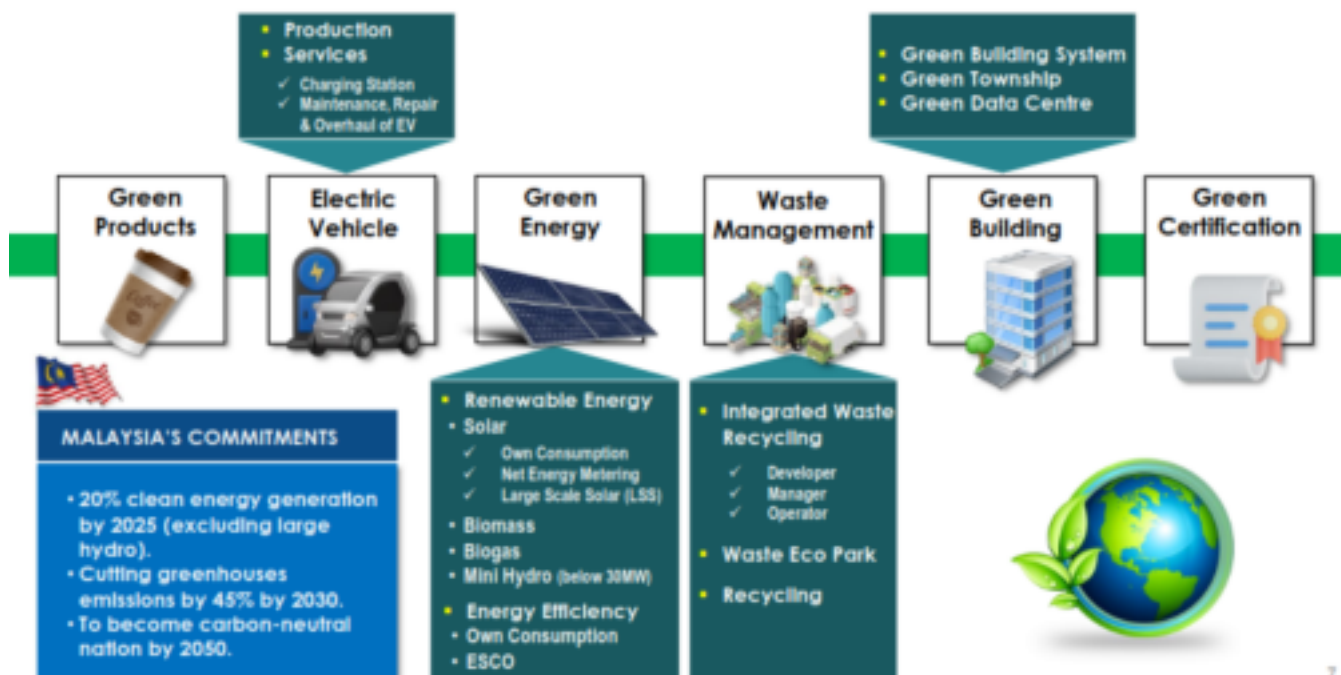 Production
Services
Charging Station
Maintenance, Repair
& Overhaul of EV
Green Building System
Green Township
Green Data Centre
Green
Products
Electric
Vehicle
Green
Energy
Waste
Management
Green
Building
Green
Certification
Coffee
MALAYSIA'S COMMITMENTS
• 20% clean energy generation
by 2025 (excluding large
hydro).
• Cutting greenhouses
emissions by 45% by 2030.
• To become carbon-neutral
nation by 2050.
Renewable Energy
• Solar
✓ Own Consumption
✓ Net Energy Metering
✓ Large Scale Solar (LSS)
• Biomass
• Biogas
• Mini Hydro (below 30MW)
Energy Efficiency
• Own Consumption
• ESCO
Integrated Waste
Recycling
✓ Developer
✓ Manager
✓ Operator
Waste Eco Park
Recycling